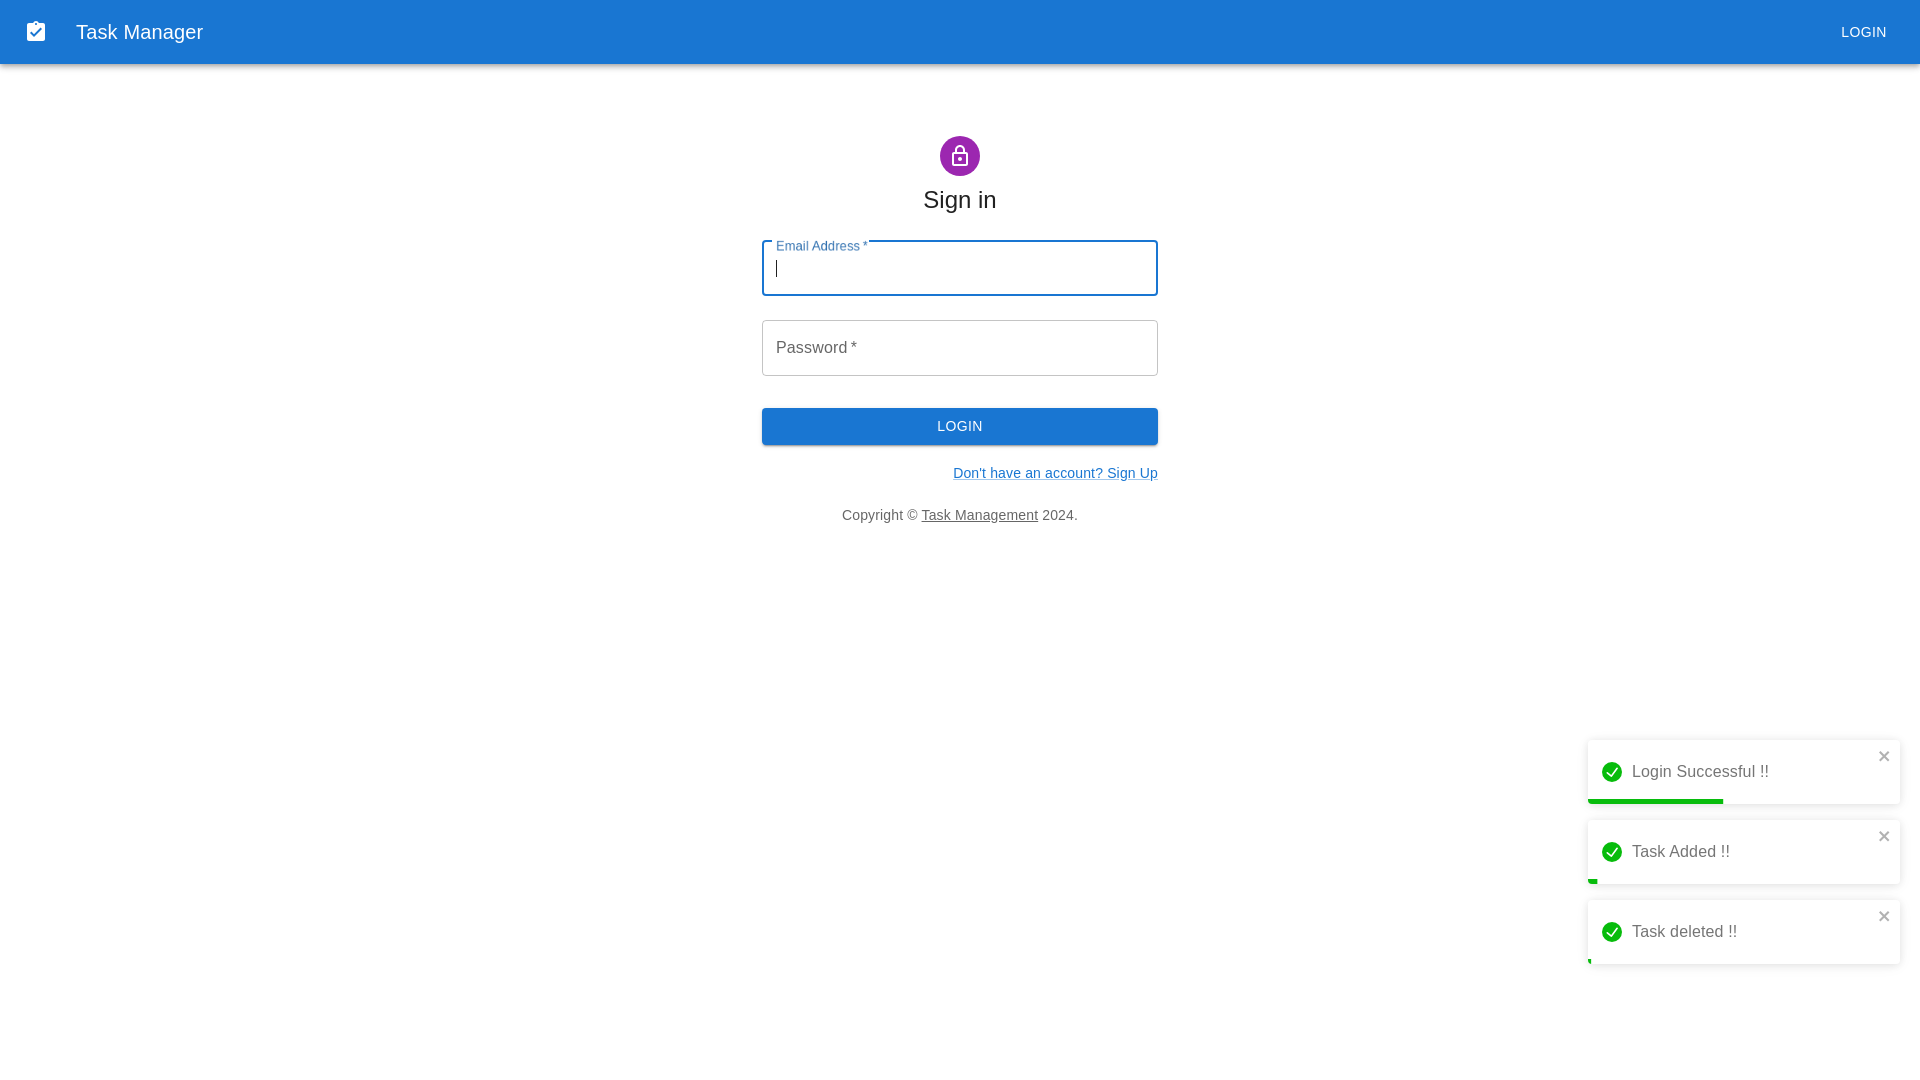 Task Manager
LOGIN
Sign in
Email Address *
Password *
LOGIN
Don't have an account? Sign Up
Copyright © Task Management 2024.
Login Successful !!
Task Added !!
Task deleted !!